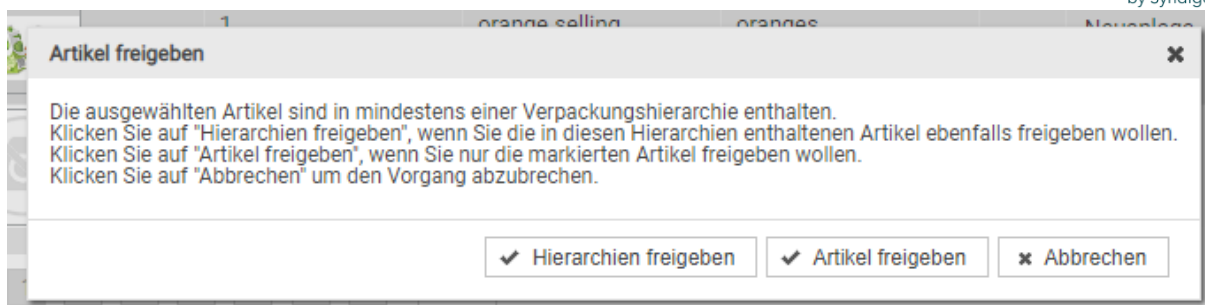 1 orange selling oranges Neuanlage
Artikel freigeben
Die ausgewählten Artikel sind in mindestens einer Verpackungshierarchie enthalten.
Klicken Sie auf "Hierarchien freigeben", wenn Sie die in diesen Hierarchien enthaltenen Artikel ebenfalls freigeben wollen.
Klicken Sie auf "Artikel freigeben", wenn Sie nur die markierten Artikel freigeben wollen.
Klicken Sie auf "Abbrechen" um den Vorgang abzubrechen.
Hierarchien freigeben Artikel freigeben Abbrechen